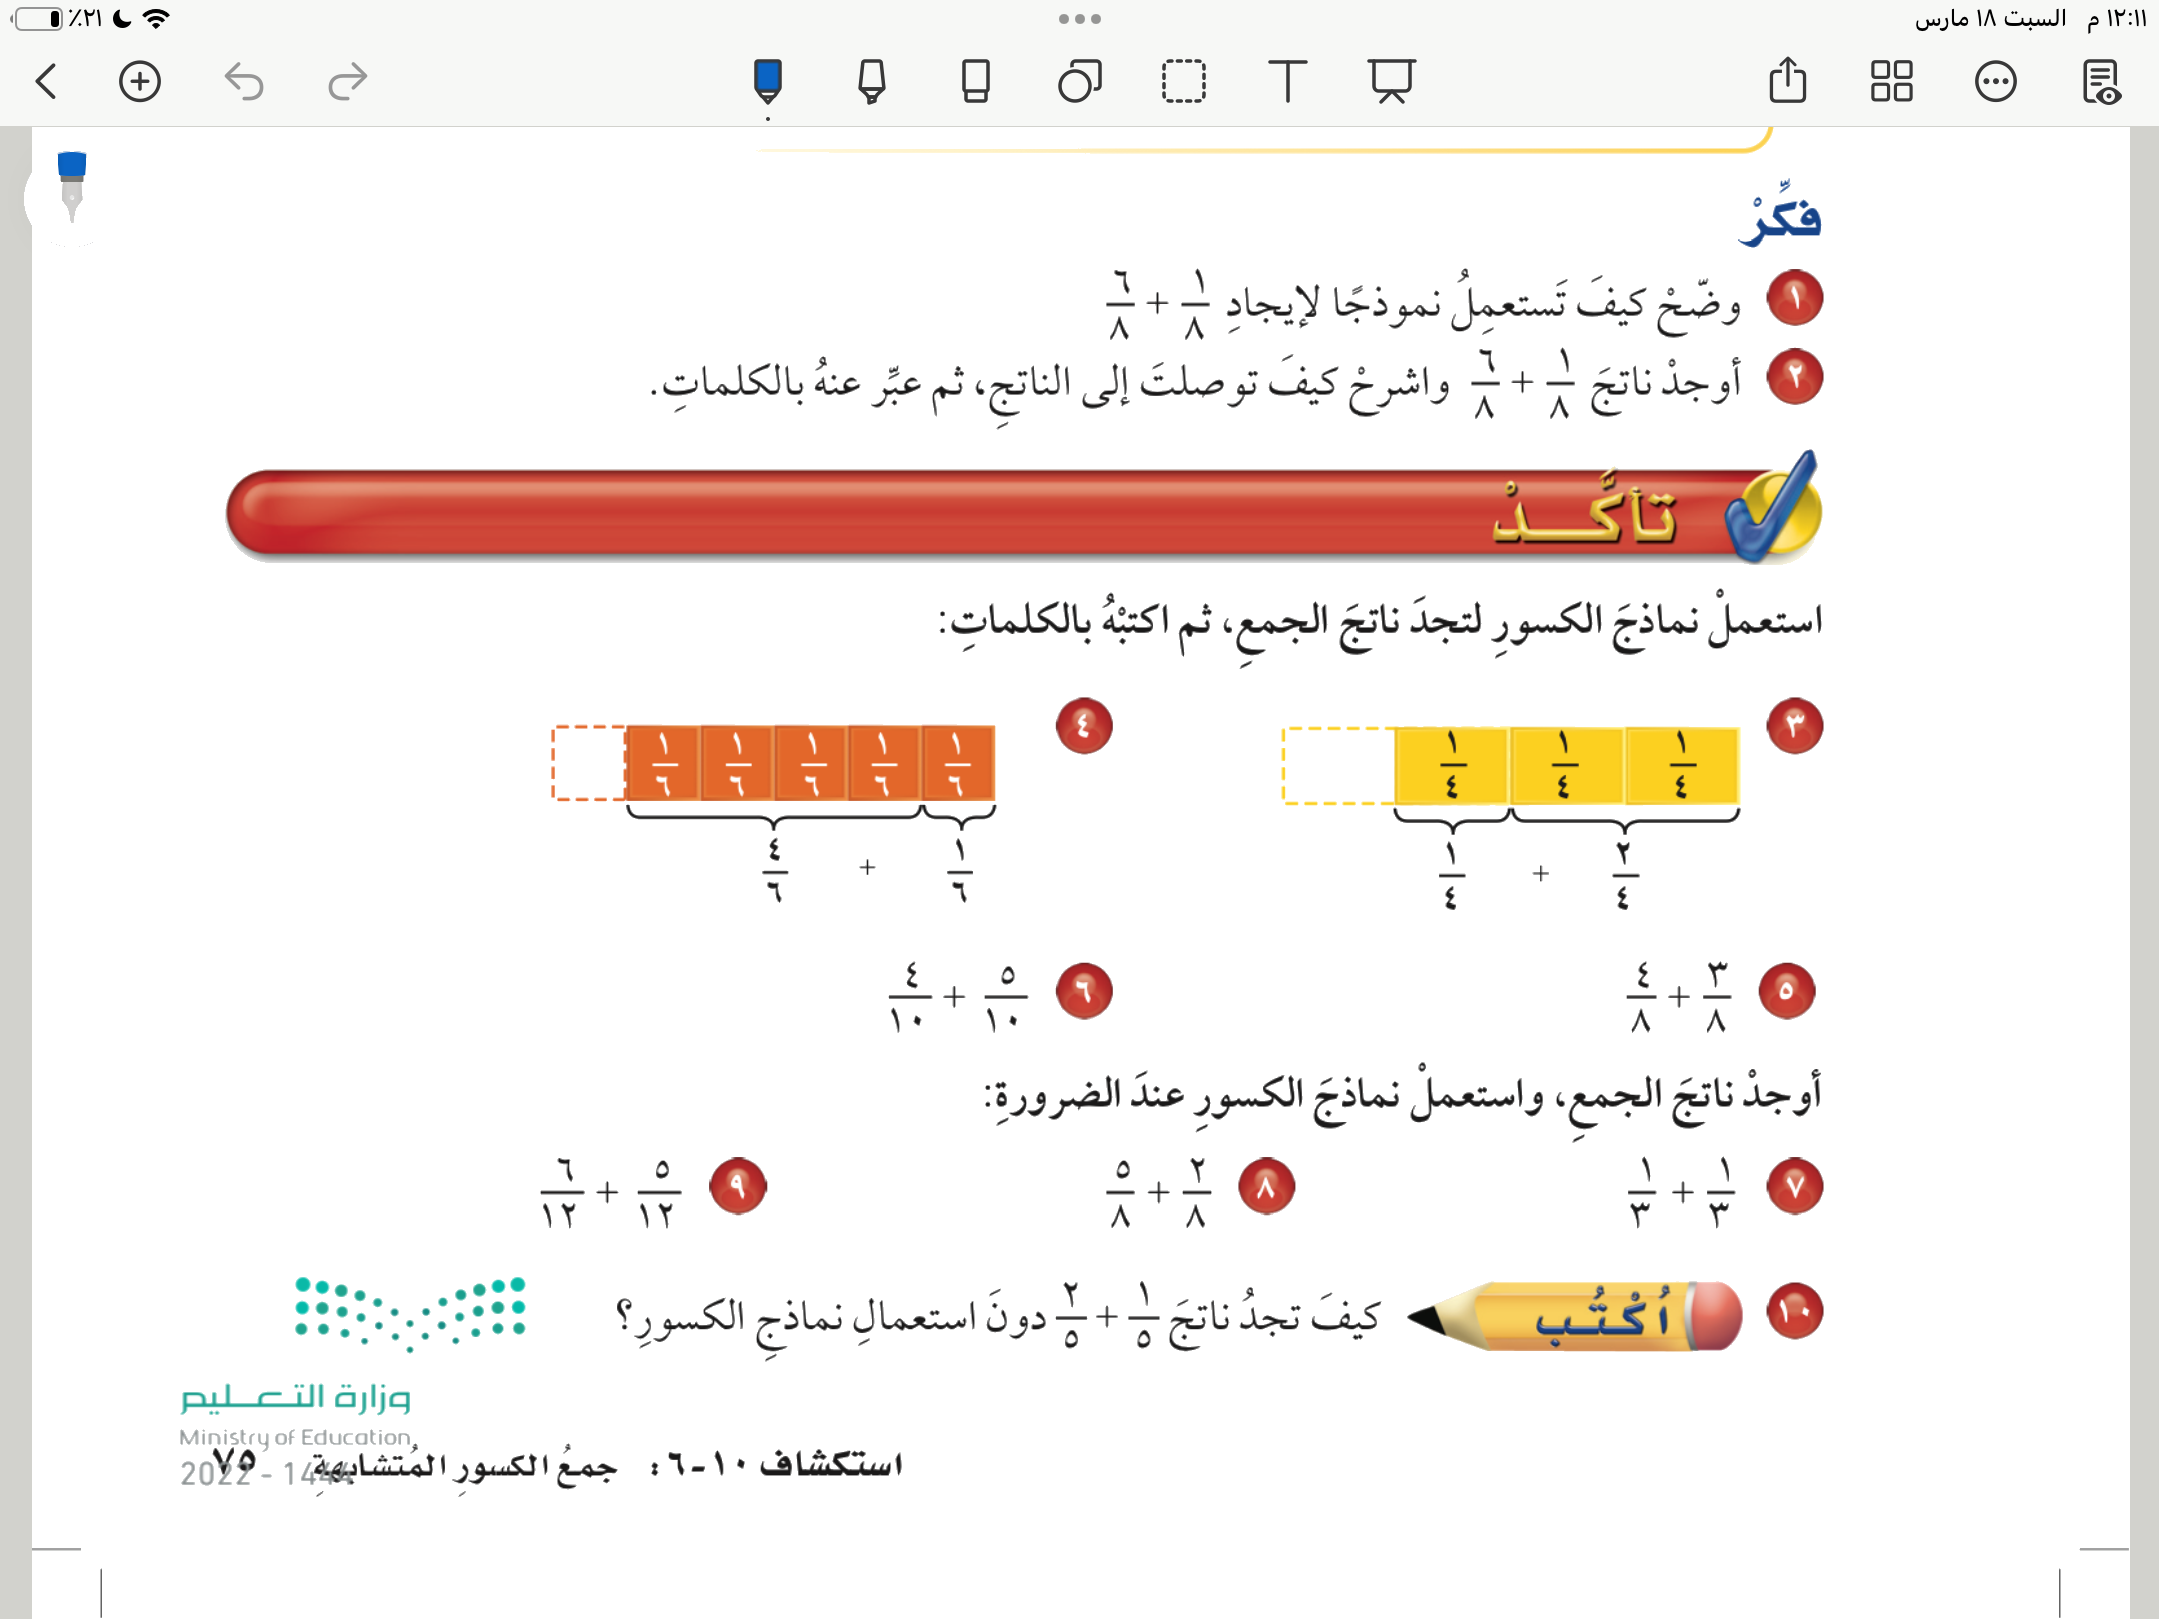 ١٢:١١ م السبت ١٨ مارس
٪٢١
فكِّرْ
١ وضّحْ كيفَ تَستعمِلُ نموذجًا لإيجادِ ١/٨ + ٦/٨
٢ أوجدْ ناتجَ ١/٨ + ٦/٨ واشرحْ كيفَ توصلتَ إلى الناتجِ، ثم عبِّر عنهُ بالكلماتِ.
تأكَّـدْ
استعملْ نماذجَ الكسورِ لتجدَ ناتجَ الجمعِ، ثم اكتبْهُ بالكلماتِ:
٣ ١/٤ ١/٤ ١/٤
٢/٤ + ١/٤
٤ ١/٦ ١/٦ ١/٦ ١/٦ ١/٦
١/٦ + ٤/٦
٥ ٣/٨ + ٤/٨
٦ ٥/١٠ + ٤/١٠
أوجدْ ناتجَ الجمعِ، واستعملْ نماذجَ الكسورِ عندَ الضرورةِ:
٧ ١/٣ + ١/٣
٨ ٢/٨ + ٥/٨
٩ ٥/١٢ + ٦/١٢
١٠ اُكْتُب كيفَ تجدُ ناتجَ ١/٥ + ٢/٥ دونَ استعمالِ نماذجِ الكسورِ؟
وزارة التعـليم
Ministry of Education
2022 - 1444
استكشاف ١٠-٦: جمعُ الكسورِ المُتشابهةِ ٧٥